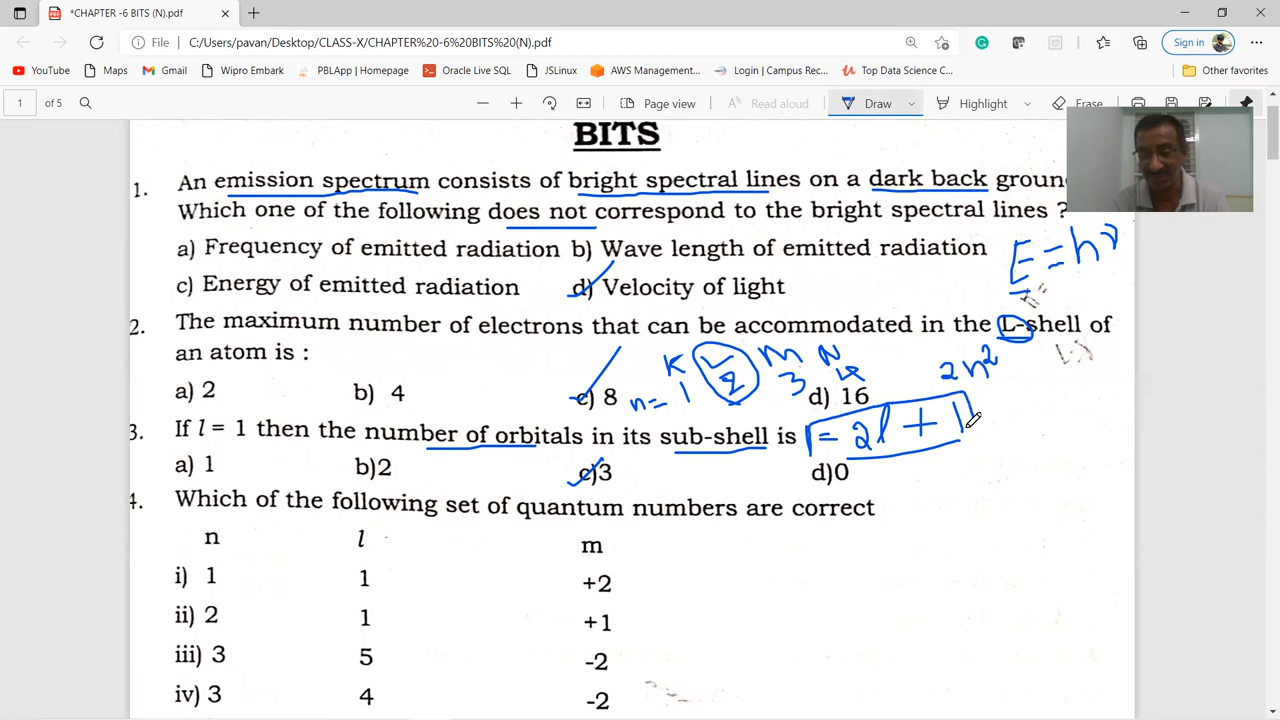 *CHAPTER -6 BITS (N).pdf
File C:/Users/pavan/Desktop/CLASS-X/CHAPTER%20-6%20BITS%20(N).pdf Sign in
YouTube Maps Gmail Wipro Embark PBLApp | Homepage Oracle Live SQL JSLinux AWS Management... Login | Campus Rec... Top Data Science C... Other favorites
1 of 5 Page view Read aloud Draw Highlight Erase
BITS
1. An emission spectrum consists of bright spectral lines on a dark back groun
Which one of the following does not correspond to the bright spectral lines ?
a) Frequency of emitted radiation b) Wave length of emitted radiation
E = hν
c) Energy of emitted radiation d) Velocity of light
2. The maximum number of electrons that can be accommodated in the L-shell of
an atom is :
K L M N 2n²
a) 2 b) 4 c) 8 n= 1 2 3 4 d) 16
3. If l = 1 then the number of orbitals in its sub-shell is = 2l + 1
a) 1 b)2 c)3 d)0
4. Which of the following set of quantum numbers are correct
n l m
i) 1 1 +2
ii) 2 1 +1
iii) 3 5 -2
iv) 3 4 -2